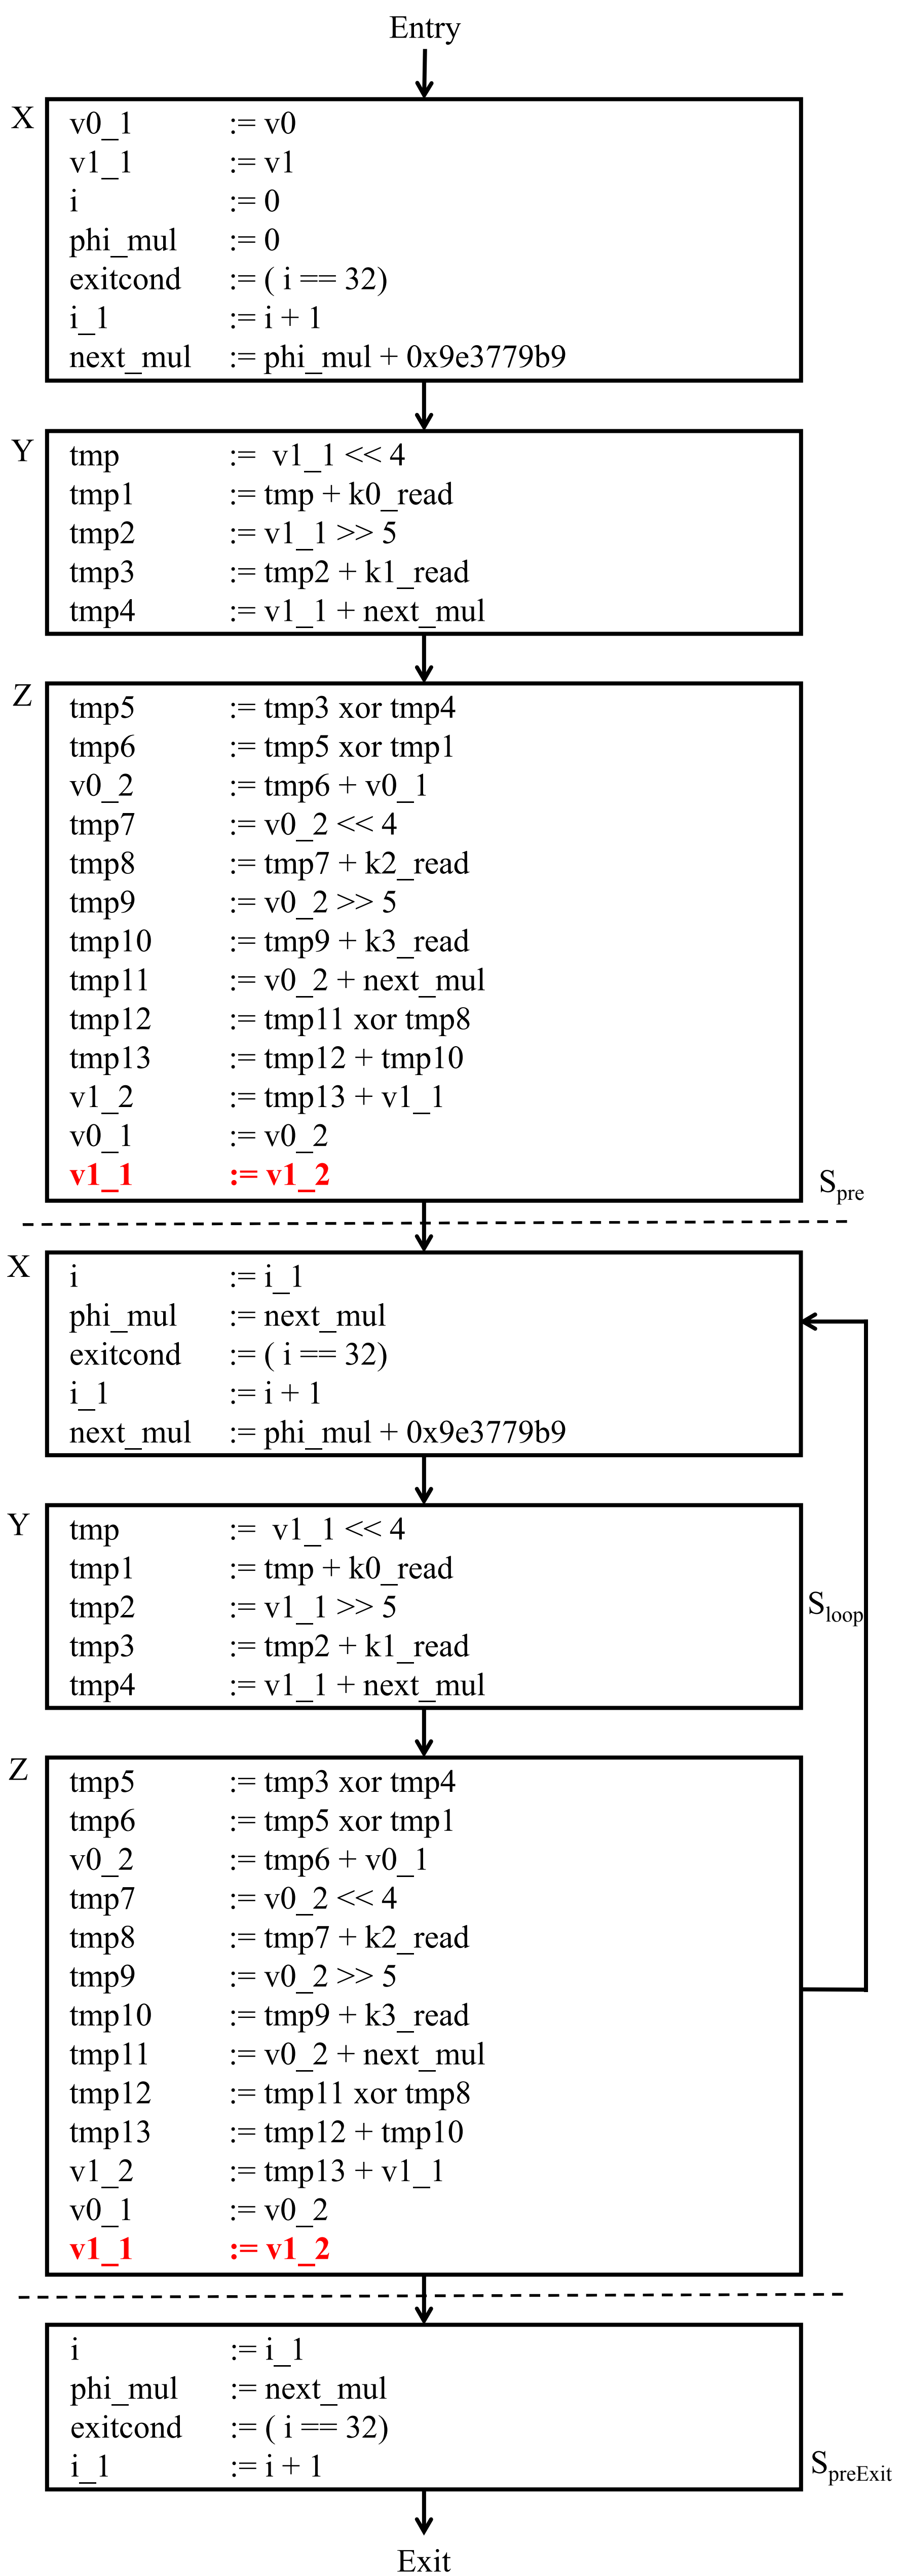 Entry
X
v0_1 := v0
v1_1 := v1
i := 0
phi_mul := 0
exitcond := ( i == 32)
i_1 := i + 1
next_mul := phi_mul + 0x9e3779b9
Y
tmp := v1_1 << 4
tmp1 := tmp + k0_read
tmp2 := v1_1 >> 5
tmp3 := tmp2 + k1_read
tmp4 := v1_1 + next_mul
Z
tmp5 := tmp3 xor tmp4
tmp6 := tmp5 xor tmp1
v0_2 := tmp6 + v0_1
tmp7 := v0_2 << 4
tmp8 := tmp7 + k2_read
tmp9 := v0_2 >> 5
tmp10 := tmp9 + k3_read
tmp11 := v0_2 + next_mul
tmp12 := tmp11 xor tmp8
tmp13 := tmp12 + tmp10
v1_2 := tmp13 + v1_1
v0_1 := v0_2
v1_1 := v1_2
Spre
X
i := i_1
phi_mul := next_mul
exitcond := ( i == 32)
i_1 := i + 1
next_mul := phi_mul + 0x9e3779b9
Y
tmp := v1_1 << 4
tmp1 := tmp + k0_read
tmp2 := v1_1 >> 5
tmp3 := tmp2 + k1_read
tmp4 := v1_1 + next_mul
Sloop
Z
tmp5 := tmp3 xor tmp4
tmp6 := tmp5 xor tmp1
v0_2 := tmp6 + v0_1
tmp7 := v0_2 << 4
tmp8 := tmp7 + k2_read
tmp9 := v0_2 >> 5
tmp10 := tmp9 + k3_read
tmp11 := v0_2 + next_mul
tmp12 := tmp11 xor tmp8
tmp13 := tmp12 + tmp10
v1_2 := tmp13 + v1_1
v0_1 := v0_2
v1_1 := v1_2
i := i_1
phi_mul := next_mul
exitcond := ( i == 32)
i_1 := i + 1
SpreExit
Exit